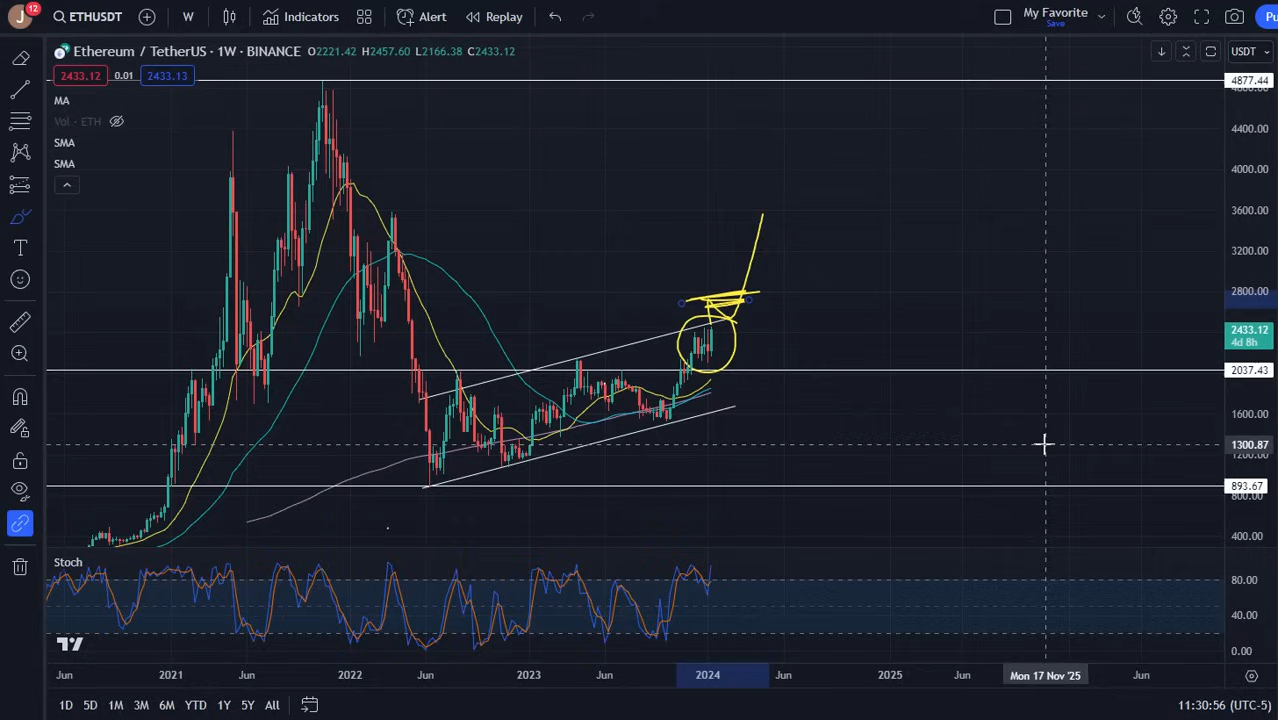 J 12 ETHUSDT W Indicators Alert Replay My Favorite Save Pu
Ethereum / TetherUS · 1W · BINANCE O2221.42 H2457.60 L2166.38 C2433.12 USDT
2433.12 0.01 2433.13
MA
Vol · ETH
SMA
SMA
4877.44
4800.00
4400.00
4000.00
3600.00
3200.00
2800.00
2433.12
4d 8h
2037.43
1600.00
1300.87
1200.00
893.67
800.00
400.00
Stoch
80.00
40.00
0.00
Jun 2021 Jun 2022 Jun 2023 Jun 2024 Jun 2025 Jun Mon 17 Nov '25 Jun
1D 5D 1M 3M 6M YTD 1Y 5Y All 11:30:56 (UTC-5)